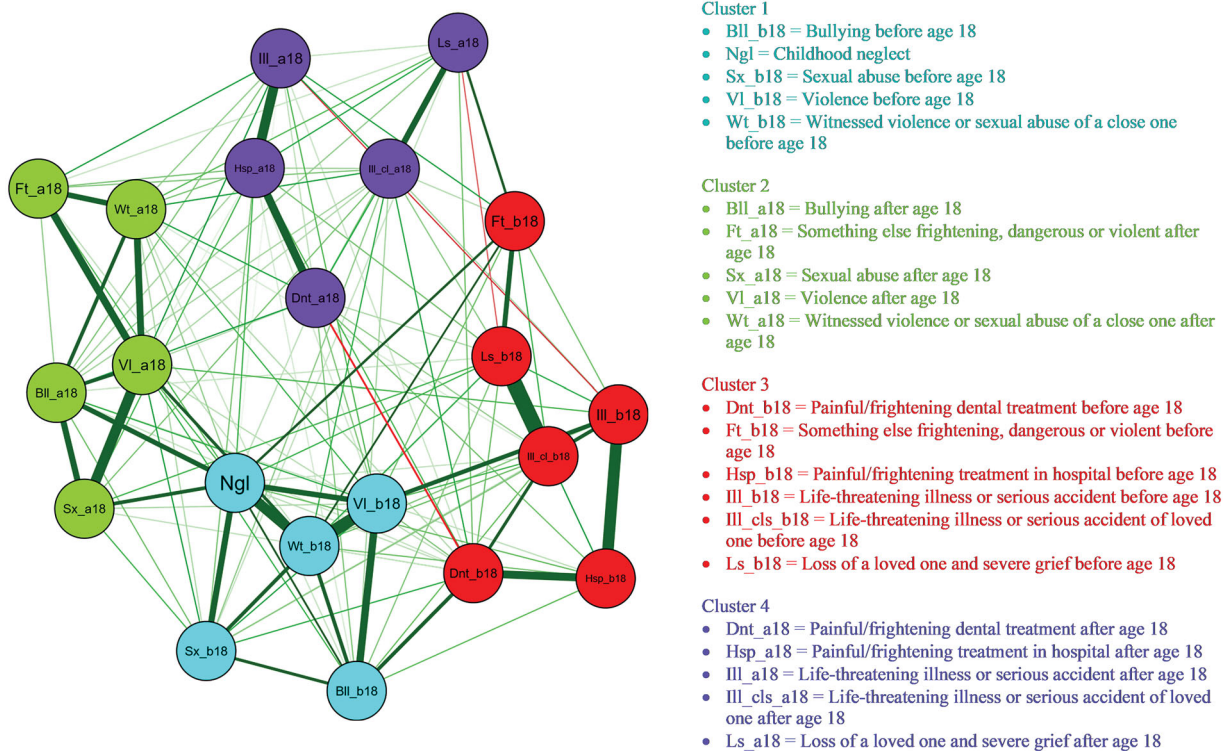 Ls_a18
Ill_a18
Hsp_a18
Ill_cl_a18
Ft_a18
Wt_a18
Ft_b18
Dnt_a18
Ls_b18
Vl_a18
Bll_a18
Ill_b18
Ill_cl_b18
Ngl
Vl_b18
Sx_a18
Wt_b18
Dnt_b18
Hsp_b18
Sx_b18
Bll_b18
Cluster 1
• Bll_b18 = Bullying before age 18
• Ngl = Childhood neglect
• Sx_b18 = Sexual abuse before age 18
• Vl_b18 = Violence before age 18
• Wt_b18 = Witnessed violence or sexual abuse of a close one
before age 18
Cluster 2
• Bll_a18 = Bullying after age 18
• Ft_a18 = Something else frightening, dangerous or violent after
age 18
• Sx_a18 = Sexual abuse after age 18
• Vl_a18 = Violence after age 18
• Wt_a18 = Witnessed violence or sexual abuse of a close one after
age 18
Cluster 3
• Dnt_b18 = Painful/frightening dental treatment before age 18
• Ft_b18 = Something else frightening, dangerous or violent before
age 18
• Hsp_b18 = Painful/frightening treatment in hospital before age 18
• Ill_b18 = Life-threatening illness or serious accident before age 18
• Ill_cls_b18 = Life-threatening illness or serious accident of loved
one before age 18
• Ls_b18 = Loss of a loved one and severe grief before age 18
Cluster 4
• Dnt_a18 = Painful/frightening dental treatment after age 18
• Hsp_a18 = Painful/frightening treatment in hospital after age 18
• Ill_a18 = Life-threatening illness or serious accident after age 18
• Ill_cls_a18 = Life-threatening illness or serious accident of loved
one after age 18
• Ls_a18 = Loss of a loved one and severe grief after age 18